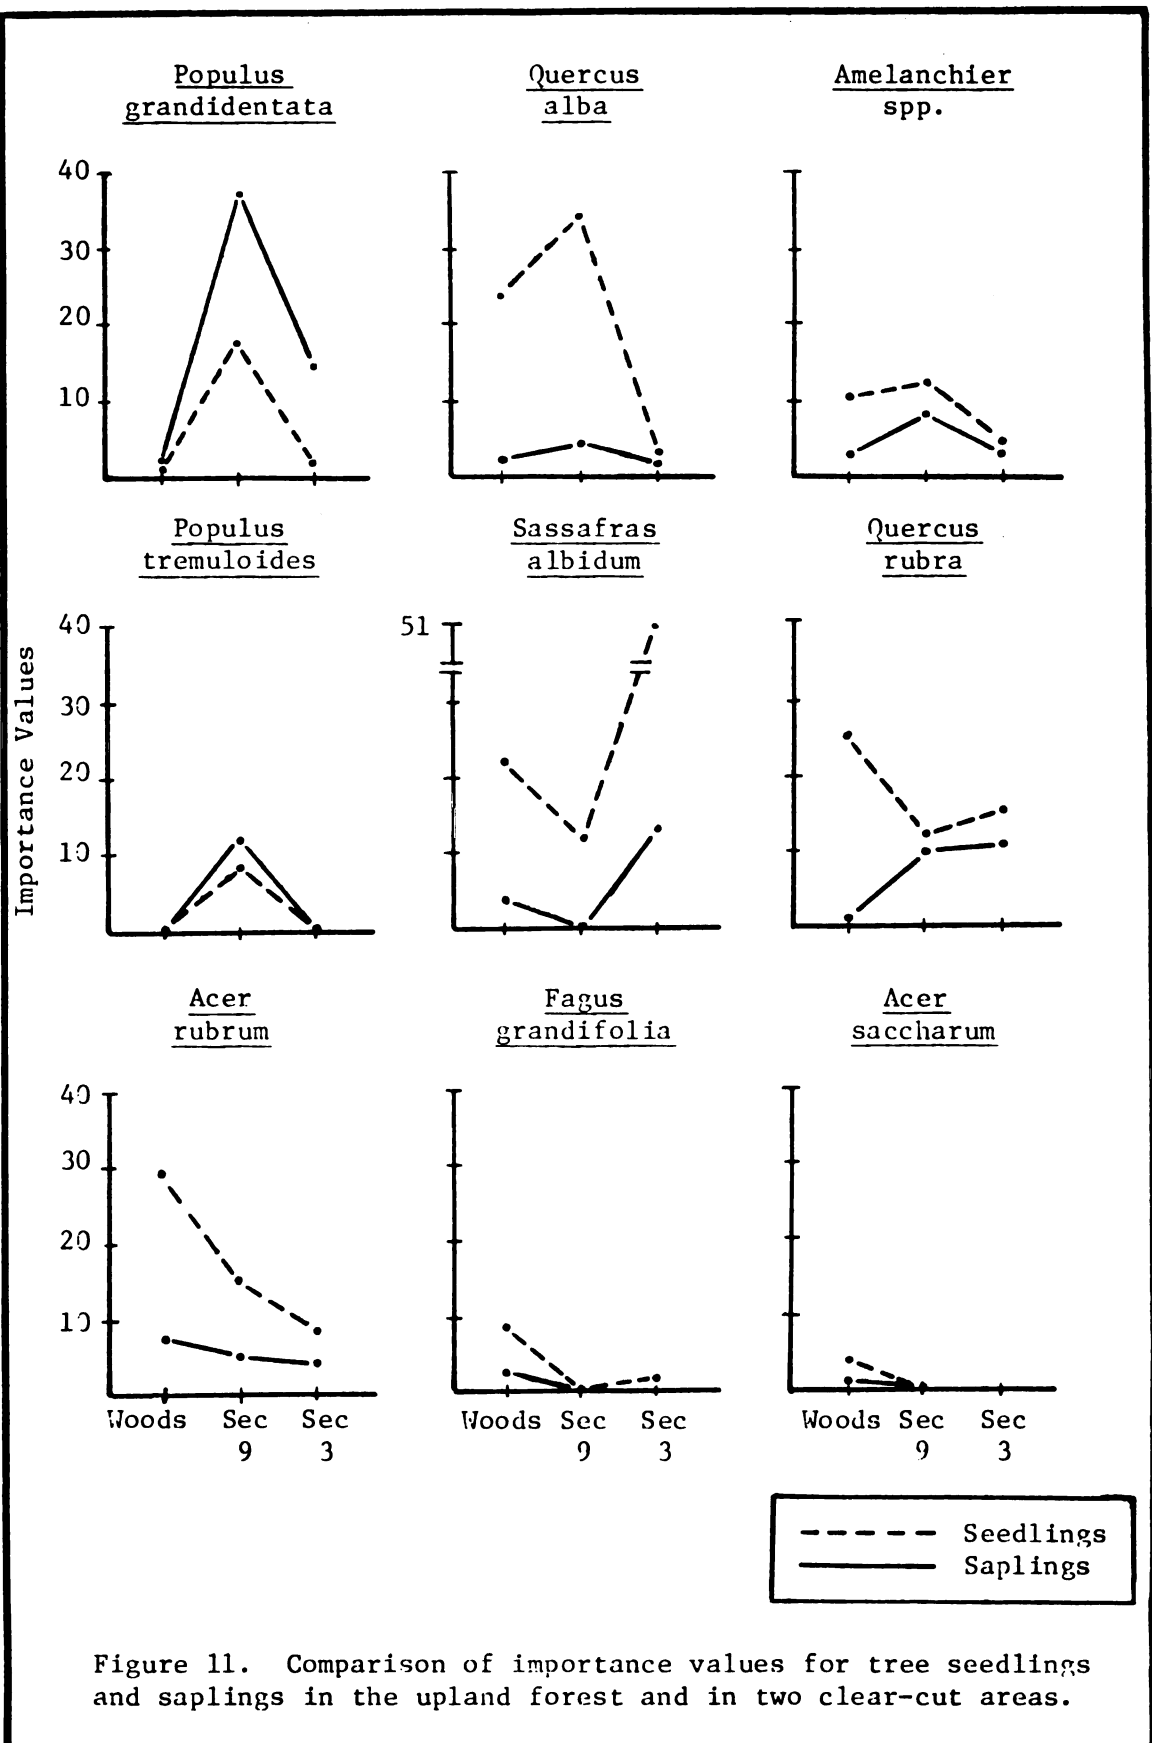 Populus Quercus Amelanchier
grandidentata alba spp.
40
30
20
10
Populus Sassafras Quercus
tremuloides albidum rubra
Importance Values
40
30
20
10
51
Acer Fagus Acer
rubrum grandifolia saccharum
40
30
20
10
Woods Sec Sec Woods Sec Sec Woods Sec Sec
9 3 9 3 9 3
Seedlings
Saplings
Figure 11. Comparison of importance values for tree seedlings
and saplings in the upland forest and in two clear-cut areas.